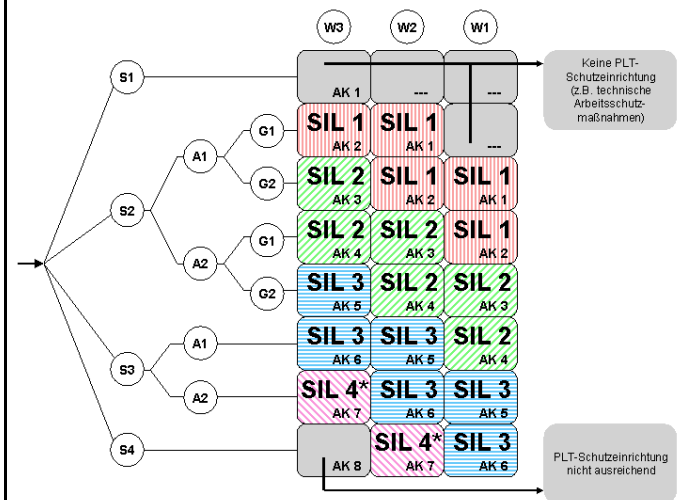 W3 W2 W1
S1
AK 1 --- ---
Keine PLT-
Schutzeinrichtung
(z.B. technische
Arbeitsschutz-
maßnahmen)
S2
A1
G1
SIL 1 SIL 1
AK 2 AK 1 ---
G2
SIL 2 SIL 1 SIL 1
AK 3 AK 2 AK 1
A2
G1
SIL 2 SIL 2 SIL 1
AK 4 AK 3 AK 2
G2
SIL 3 SIL 2 SIL 2
AK 5 AK 4 AK 3
S3
A1
SIL 3 SIL 3 SIL 2
AK 6 AK 5 AK 4
A2
SIL 4* SIL 3 SIL 3
AK 7 AK 6 AK 5
S4
SIL 4* SIL 3
AK 8 AK 7 AK 6
PLT-Schutzeinrichtung
nicht ausreichend